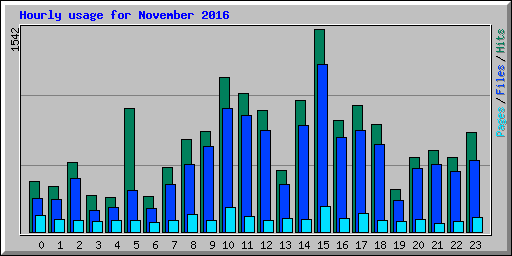 Hourly usage for November 2016
1542
Pages/Files/Hits
0 1 2 3 4 5 6 7 8 9 10 11 12 13 14 15 16 17 18 19 20 21 22 23